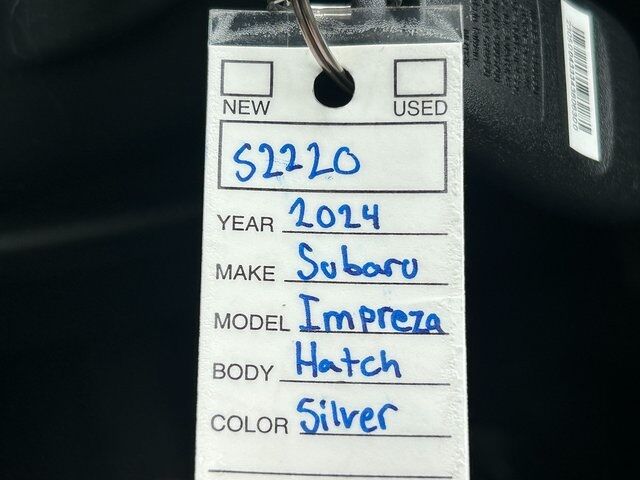 NEW USED
S2220
YEAR 2024
MAKE Subaru
MODEL Impreza
BODY Hatch
COLOR Silver